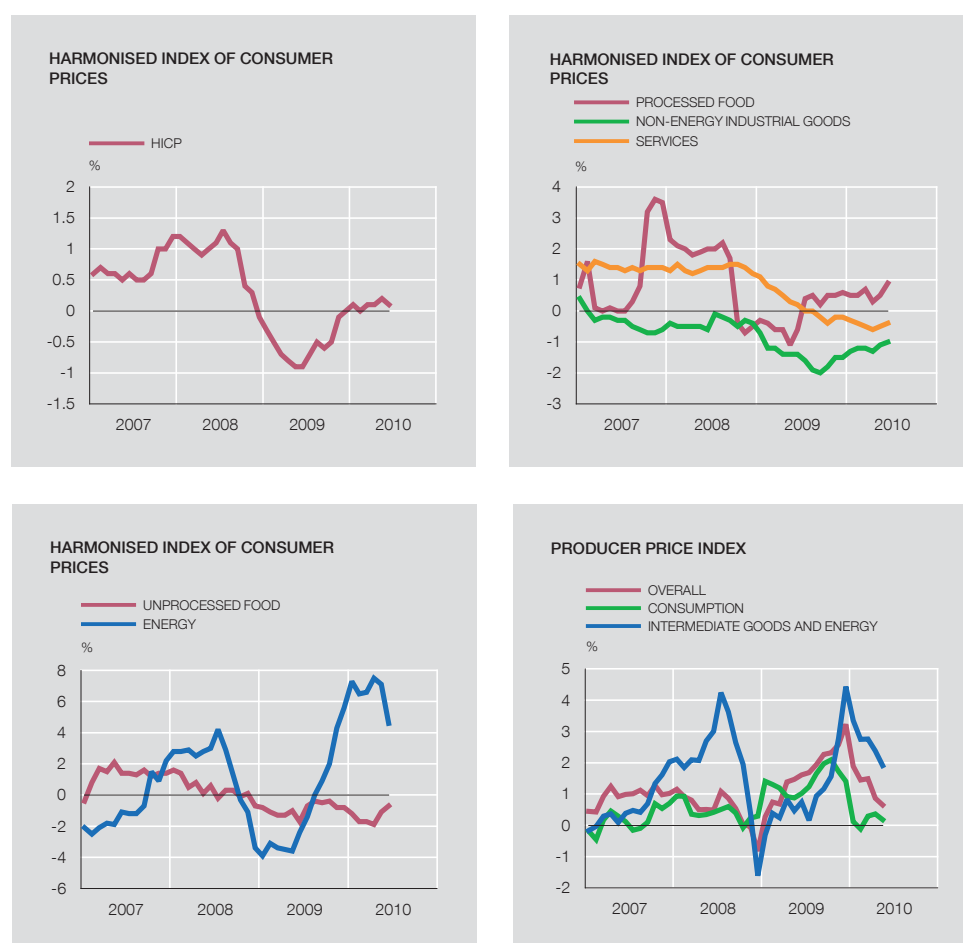 HARMONISED INDEX OF CONSUMER
PRICES
HICP
%
2
1.5
1
0.5
0
-0.5
-1
-1.5
2007 2008 2009 2010
HARMONISED INDEX OF CONSUMER
PRICES
PROCESSED FOOD
NON-ENERGY INDUSTRIAL GOODS
SERVICES
%
4
3
2
1
0
-1
-2
-3
2007 2008 2009 2010
HARMONISED INDEX OF CONSUMER
PRICES
UNPROCESSED FOOD
ENERGY
%
8
6
4
2
0
-2
-4
-6
2007 2008 2009 2010
PRODUCER PRICE INDEX
OVERALL
CONSUMPTION
INTERMEDIATE GOODS AND ENERGY
%
5
4
3
2
1
0
-1
-2
2007 2008 2009 2010